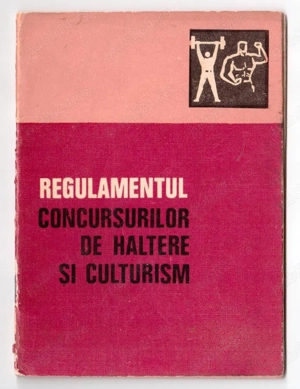 REGULAMENTUL
CONCURSURILOR
DE HALTERE
ȘI CULTURISM